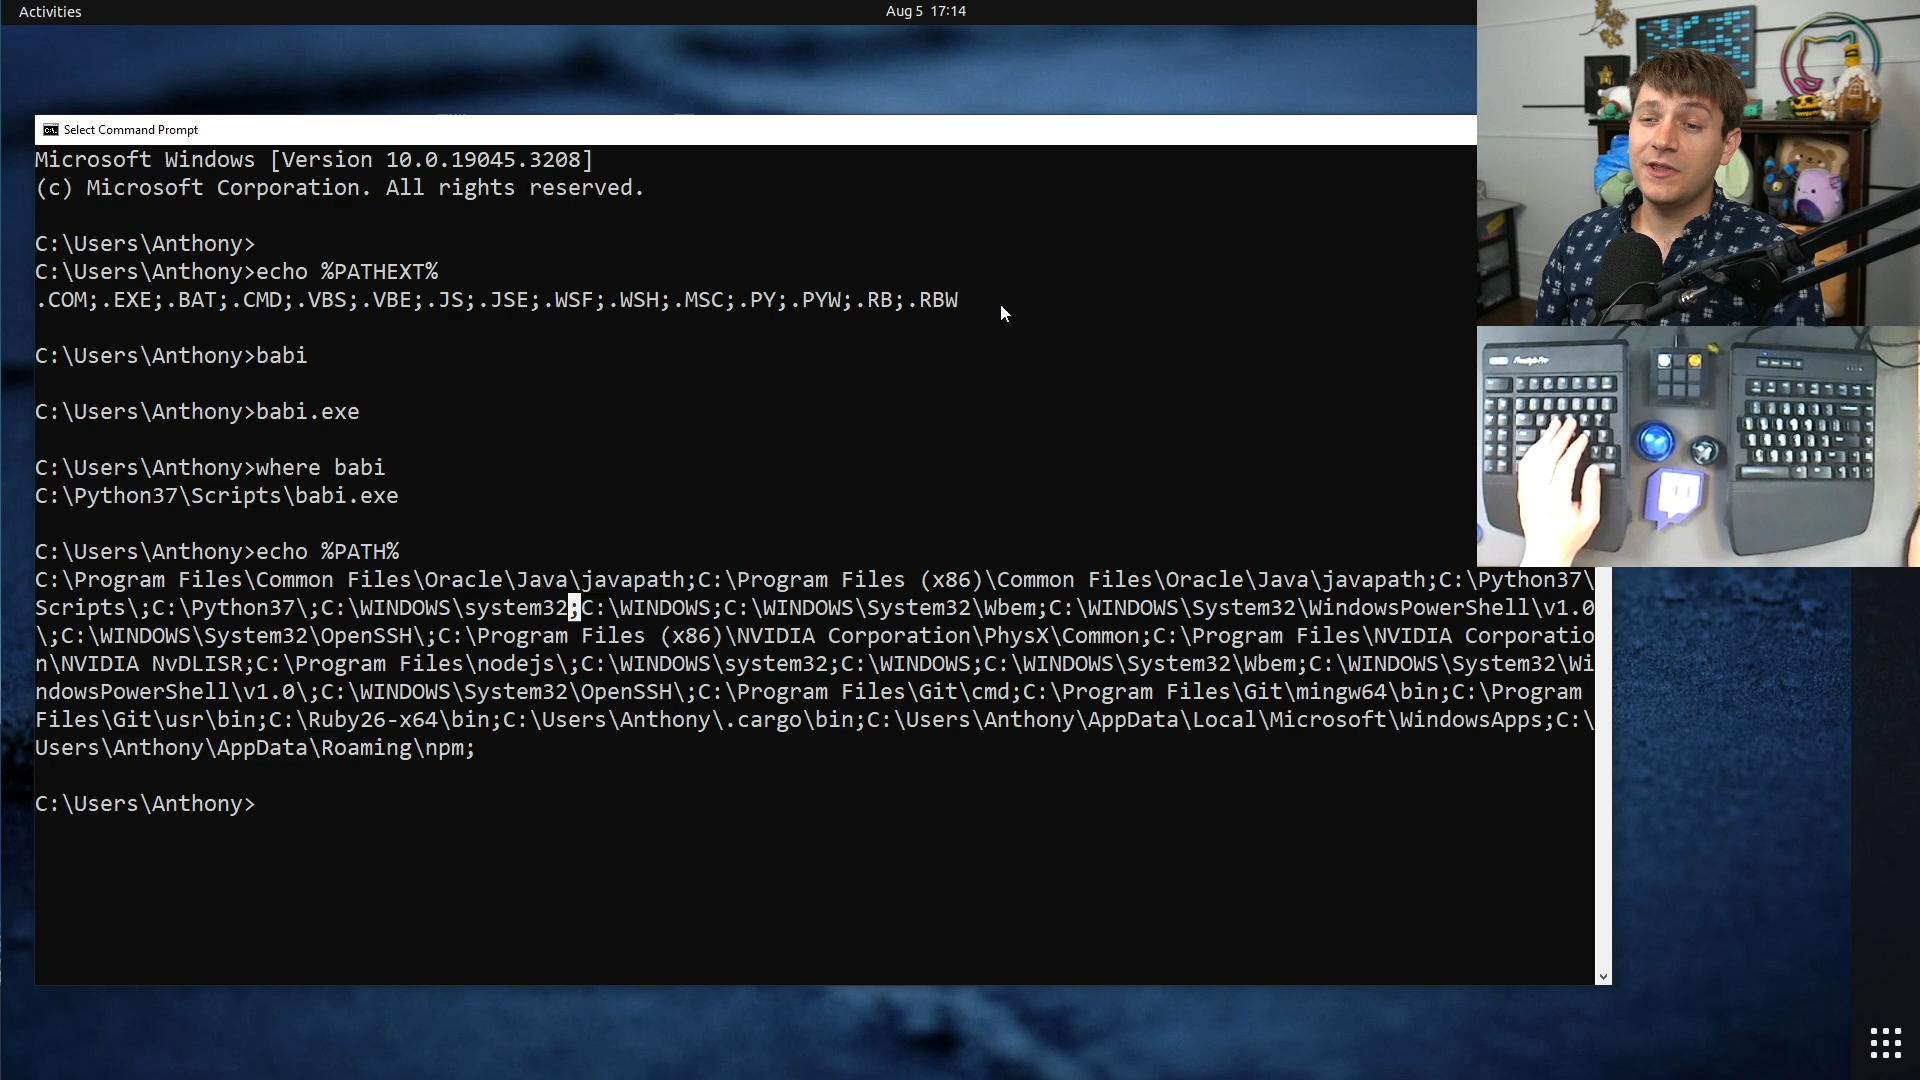 Activities
Aug 5 17:14
Select Command Prompt
Microsoft Windows [Version 10.0.19045.3208]
(c) Microsoft Corporation. All rights reserved.
C:\Users\Anthony>
C:\Users\Anthony>echo %PATHEXT%
.COM;.EXE;.BAT;.CMD;.VBS;.VBE;.JS;.JSE;.WSF;.WSH;.MSC;.PY;.PYW;.RB;.RBW
C:\Users\Anthony>babi
C:\Users\Anthony>babi.exe
C:\Users\Anthony>where babi
C:\Python37\Scripts\babi.exe
C:\Users\Anthony>echo %PATH%
C:\Program Files\Common Files\Oracle\Java\javapath;C:\Program Files (x86)\Common Files\Oracle\Java\javapath;C:\Python37\
Scripts\;C:\Python37\;C:\WINDOWS\system32;C:\WINDOWS;C:\WINDOWS\System32\Wbem;C:\WINDOWS\System32\WindowsPowerShell\v1.0
\;C:\WINDOWS\System32\OpenSSH\;C:\Program Files (x86)\NVIDIA Corporation\PhysX\Common;C:\Program Files\NVIDIA Corporatio
n\NVIDIA NvDLISR;C:\Program Files\nodejs\;C:\WINDOWS\system32;C:\WINDOWS;C:\WINDOWS\System32\Wbem;C:\WINDOWS\System32\Wi
ndowsPowerShell\v1.0\;C:\WINDOWS\System32\OpenSSH\;C:\Program Files\Git\cmd;C:\Program Files\Git\mingw64\bin;C:\Program
Files\Git\usr\bin;C:\Ruby26-x64\bin;C:\Users\Anthony\.cargo\bin;C:\Users\Anthony\AppData\Local\Microsoft\WindowsApps;C:\
Users\Anthony\AppData\Roaming\npm;
C:\Users\Anthony>